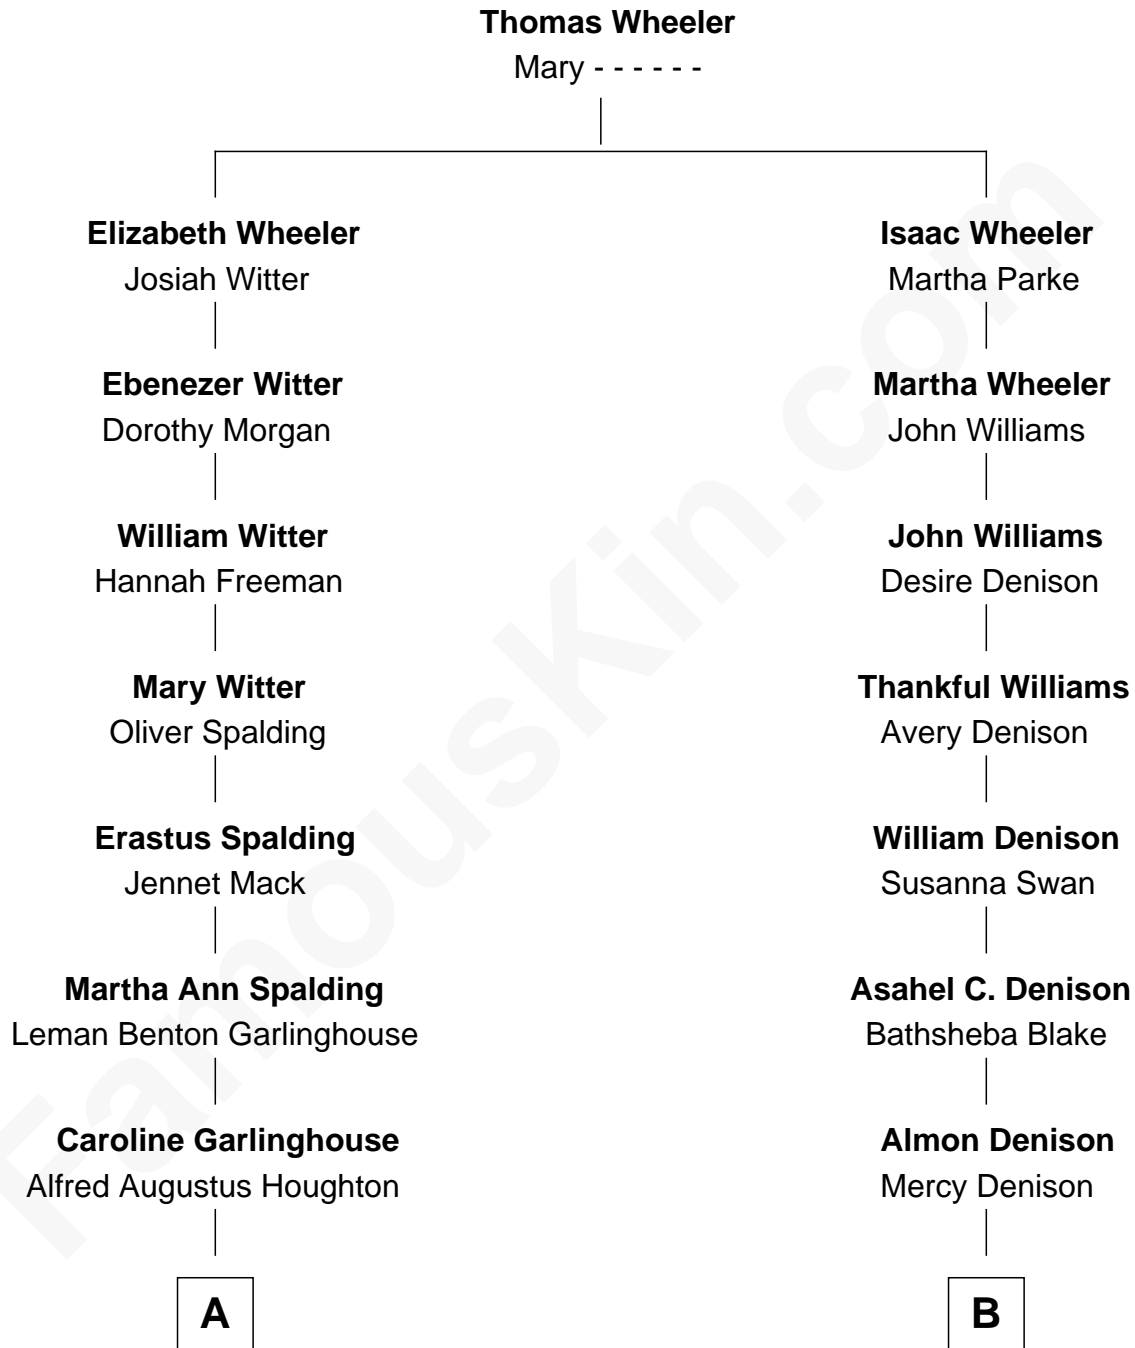 Thomas Wheeler
Mary - - - - - -
Elizabeth Wheeler
Josiah Witter
Isaac Wheeler
Martha Parke
Ebenezer Witter
Dorothy Morgan
Martha Wheeler
John Williams
William Witter
Hannah Freeman
John Williams
Desire Denison
Mary Witter
Oliver Spalding
Thankful Williams
Avery Denison
Erastus Spalding
Jennet Mack
William Denison
Susanna Swan
Martha Ann Spalding
Leman Benton Garlinghouse
Asahel C. Denison
Bathsheba Blake
Caroline Garlinghouse
Alfred Augustus Houghton
Almon Denison
Mercy Denison
A
B
FamousKin.com